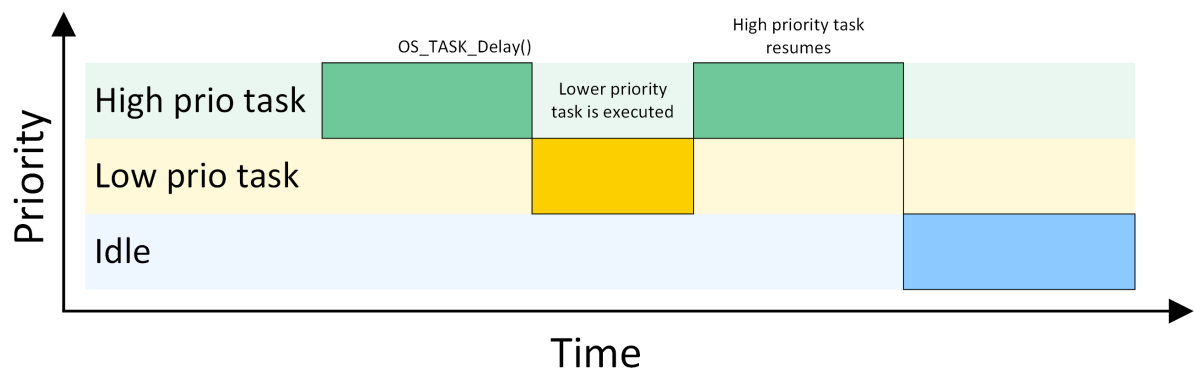 High priority task
resumes
OS_TASK_Delay()
Lower priority
task is executed
High prio task
Low prio task
Idle
Priority
Time